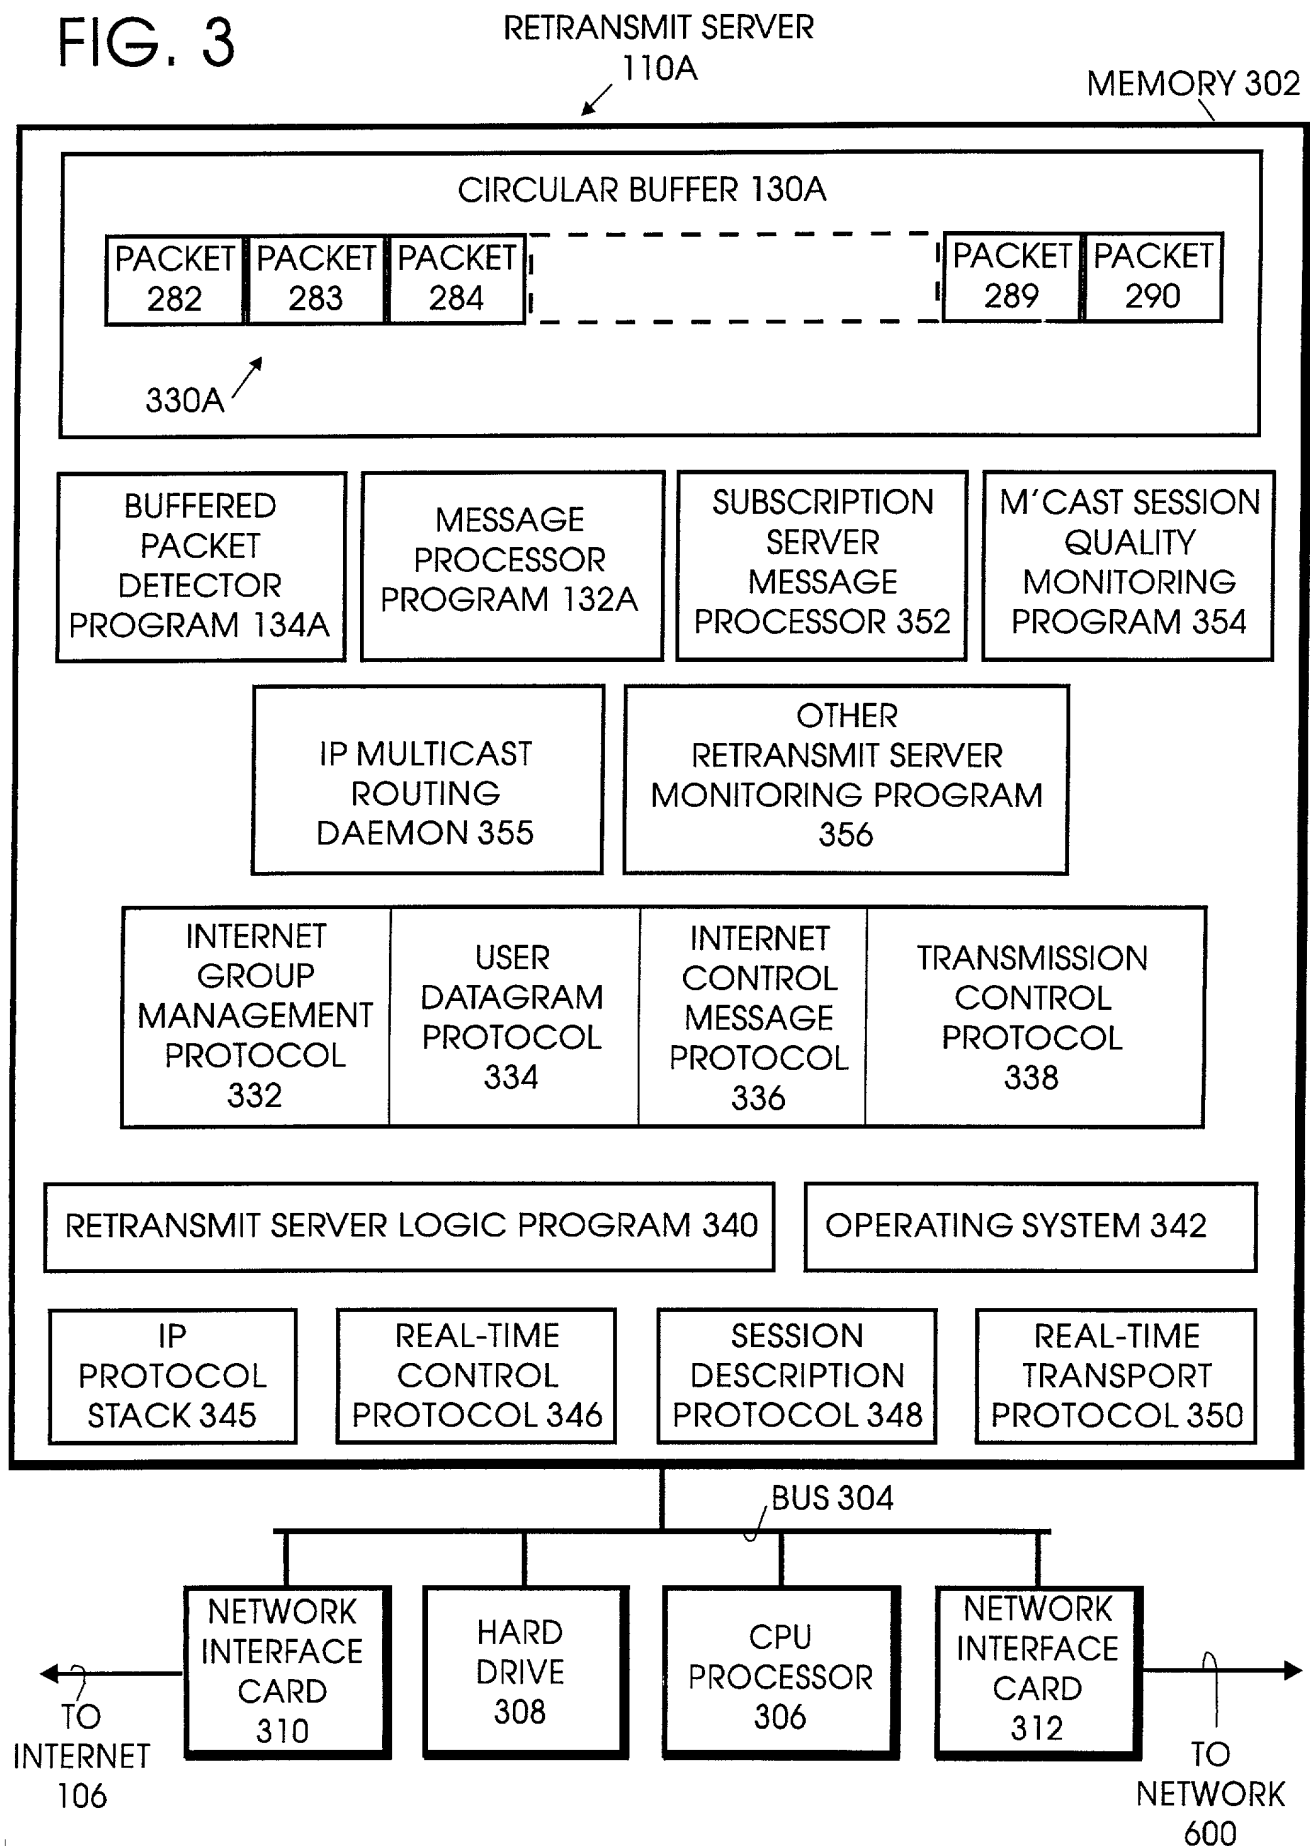 FIG. 3
RETRANSMIT SERVER
110A
MEMORY 302
CIRCULAR BUFFER 130A
PACKET
282
PACKET
283
PACKET
284
PACKET
289
PACKET
290
330A
BUFFERED
PACKET
DETECTOR
PROGRAM 134A
MESSAGE
PROCESSOR
PROGRAM 132A
SUBSCRIPTION
SERVER
MESSAGE
PROCESSOR 352
M'CAST SESSION
QUALITY
MONITORING
PROGRAM 354
IP MULTICAST
ROUTING
DAEMON 355
OTHER
RETRANSMIT SERVER
MONITORING PROGRAM
356
INTERNET
GROUP
MANAGEMENT
PROTOCOL
332
USER
DATAGRAM
PROTOCOL
334
INTERNET
CONTROL
MESSAGE
PROTOCOL
336
TRANSMISSION
CONTROL
PROTOCOL
338
RETRANSMIT SERVER LOGIC PROGRAM 340
OPERATING SYSTEM 342
IP
PROTOCOL
STACK 345
REAL-TIME
CONTROL
PROTOCOL 346
SESSION
DESCRIPTION
PROTOCOL 348
REAL-TIME
TRANSPORT
PROTOCOL 350
BUS 304
NETWORK
INTERFACE
CARD
310
HARD
DRIVE
308
CPU
PROCESSOR
306
NETWORK
INTERFACE
CARD
312
TO
INTERNET
106
TO
NETWORK
600